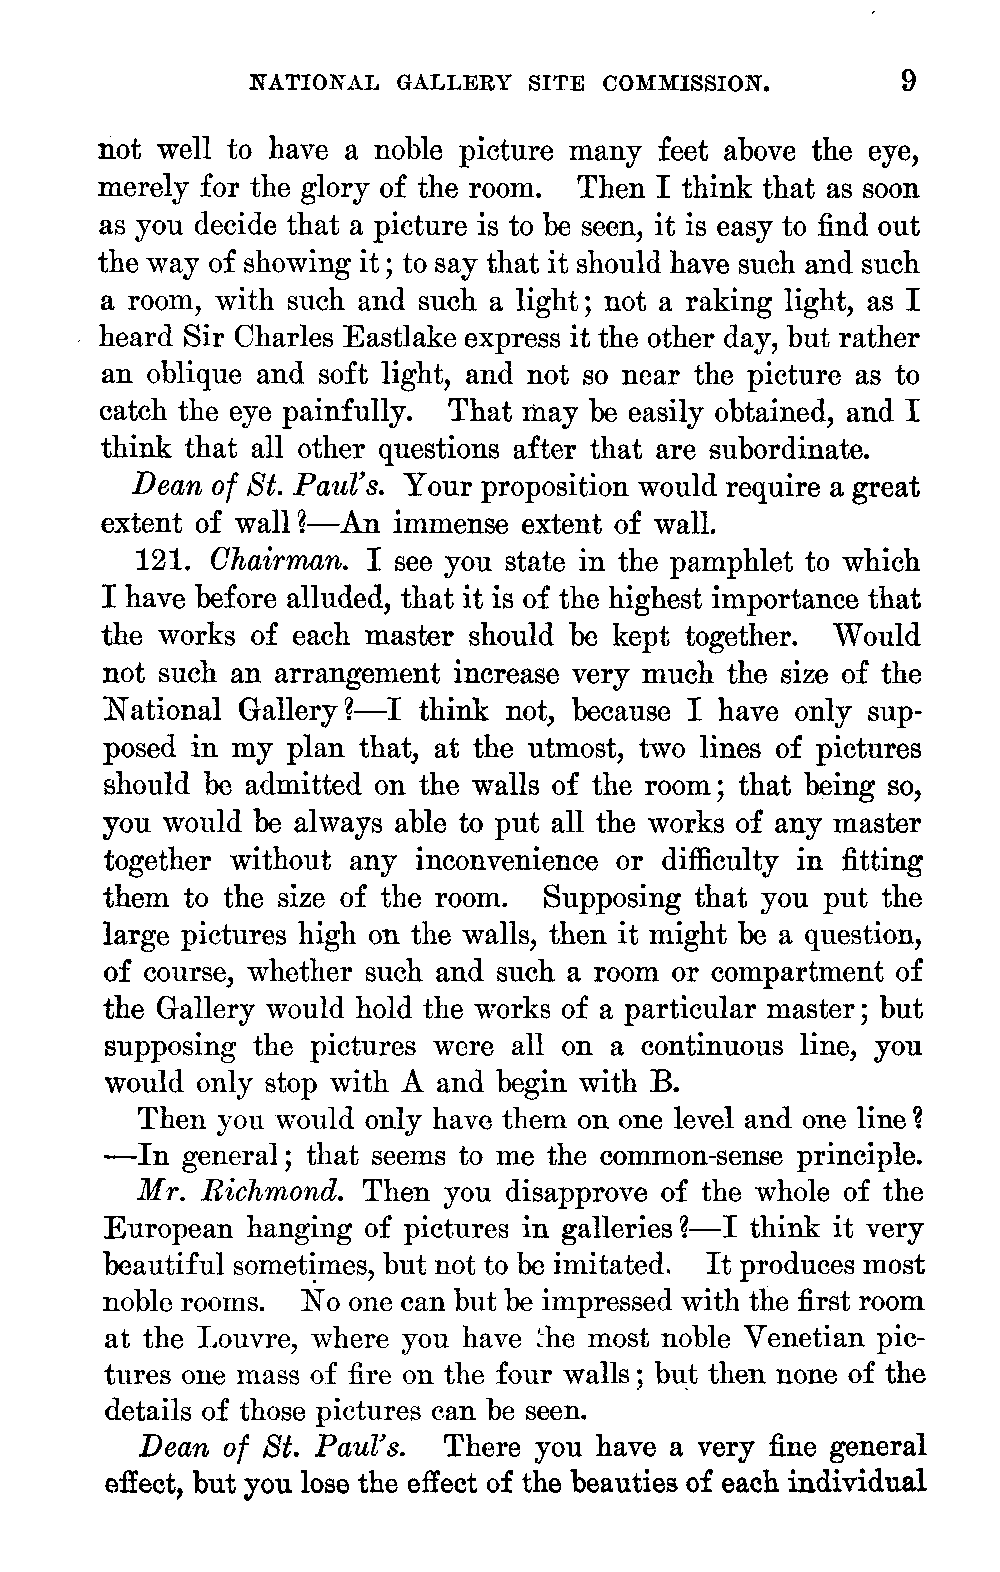 NATIONAL GALLERY SITE COMMISSION. 9
not well to have a noble picture many feet above the eye,
merely for the glory of the room. Then I think that as soon
as you decide that a picture is to be seen, it is easy to find out
the way of showing it; to say that it should have such and such
a room, with such and such a light; not a raking light, as I
heard Sir Charles Eastlake express it the other day, but rather
an oblique and soft light, and not so near the picture as to
catch the eye painfully. That may be easily obtained, and I
think that all other questions after that are subordinate.
Dean of St. Paul's. Your proposition would require a great
extent of wall?—An immense extent of wall.
121. Chairman. I see you state in the pamphlet to which
I have before alluded, that it is of the highest importance that
the works of each master should be kept together. Would
not such an arrangement increase very much the size of the
National Gallery?—I think not, because I have only sup-
posed in my plan that, at the utmost, two lines of pictures
should be admitted on the walls of the room; that being so,
you would be always able to put all the works of any master
together without any inconvenience or difficulty in fitting
them to the size of the room. Supposing that you put the
large pictures high on the walls, then it might be a question,
of course, whether such and such a room or compartment of
the Gallery would hold the works of a particular master; but
supposing the pictures were all on a continuous line, you
would only stop with A and begin with B.
Then you would only have them on one level and one line?
—In general; that seems to me the common-sense principle.
Mr. Richmond. Then you disapprove of the whole of the
European hanging of pictures in galleries?—I think it very
beautiful sometimes, but not to be imitated. It produces most
noble rooms. No one can but be impressed with the first room
at the Louvre, where you have the most noble Venetian pic-
tures one mass of fire on the four walls; but then none of the
details of those pictures can be seen.
Dean of St. Paul's. There you have a very fine general
effect, but you lose the effect of the beauties of each individual